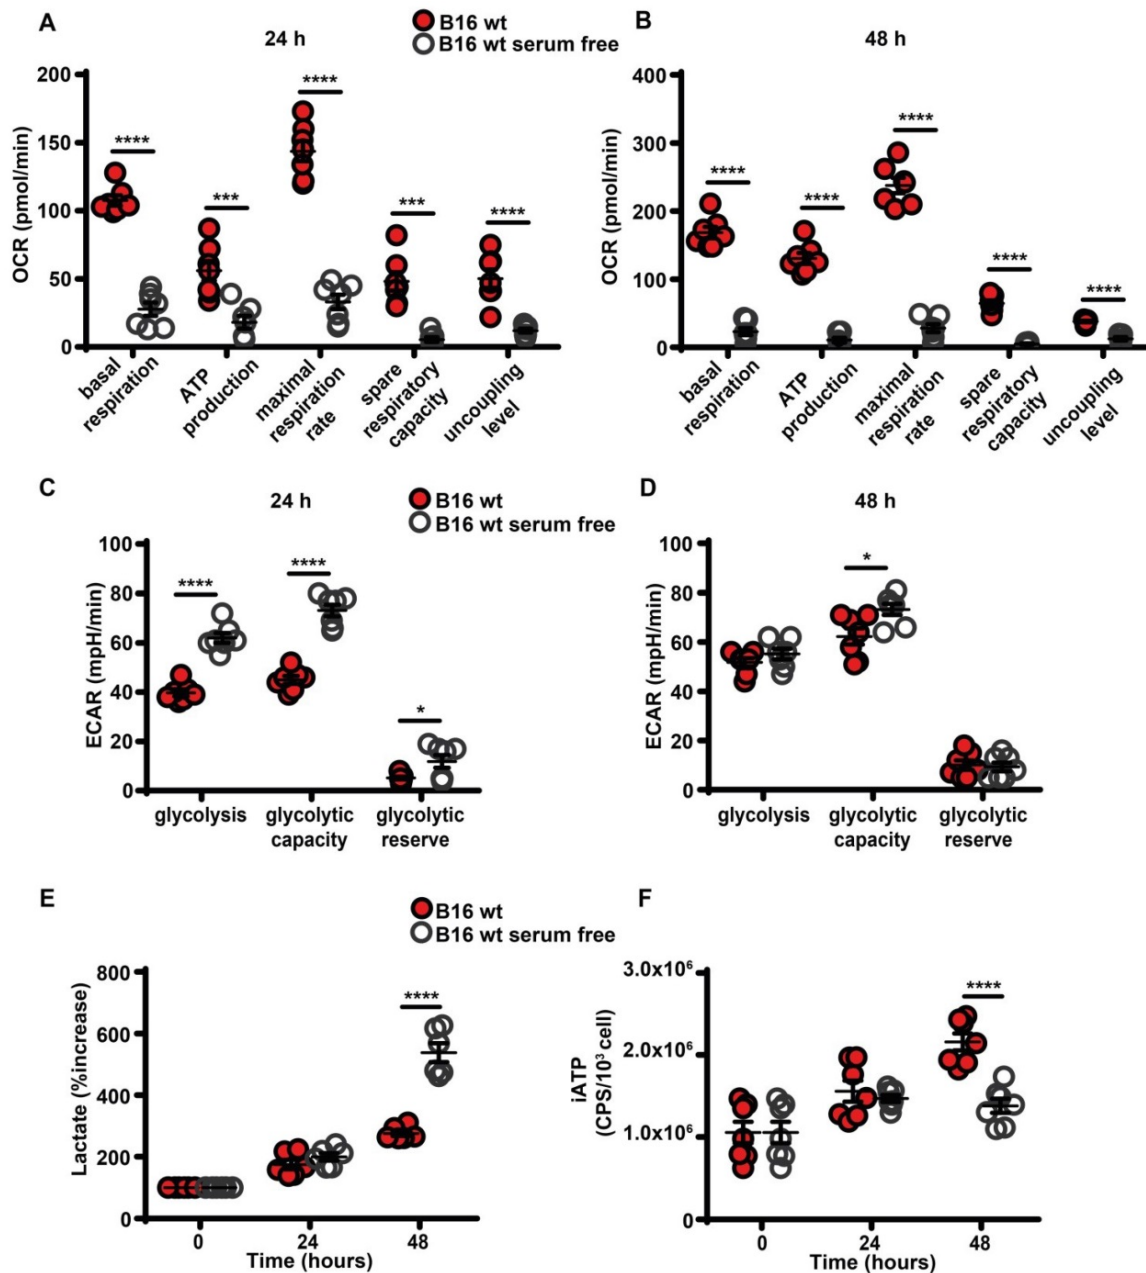 A
24 h
B16 wt
B16 wt serum free
B
48 h
OCR (pmol/min)
200
150
100
50
0
****
***
****
***
****
basal respiration
ATP production
maximal respiration rate
spare respiratory capacity
uncoupling level
OCR (pmol/min)
400
300
200
100
0
****
****
****
****
****
basal respiration
ATP production
maximal respiration rate
spare respiratory capacity
uncoupling level
C
24 h
B16 wt
B16 wt serum free
D
48 h
ECAR (mpH/min)
100
80
60
40
20
0
****
****
*
glycolysis
glycolytic capacity
glycolytic reserve
ECAR (mpH/min)
100
80
60
40
20
0
*
glycolysis
glycolytic capacity
glycolytic reserve
E
B16 wt
B16 wt serum free
F
Lactate (%increase)
800
600
400
200
0
****
0
24
48
Time (hours)
iATP
(CPS/10³ cell)
3.0x10⁶
2.0x10⁶
1.0x10⁶
0
****
0
24
48
Time (hours)